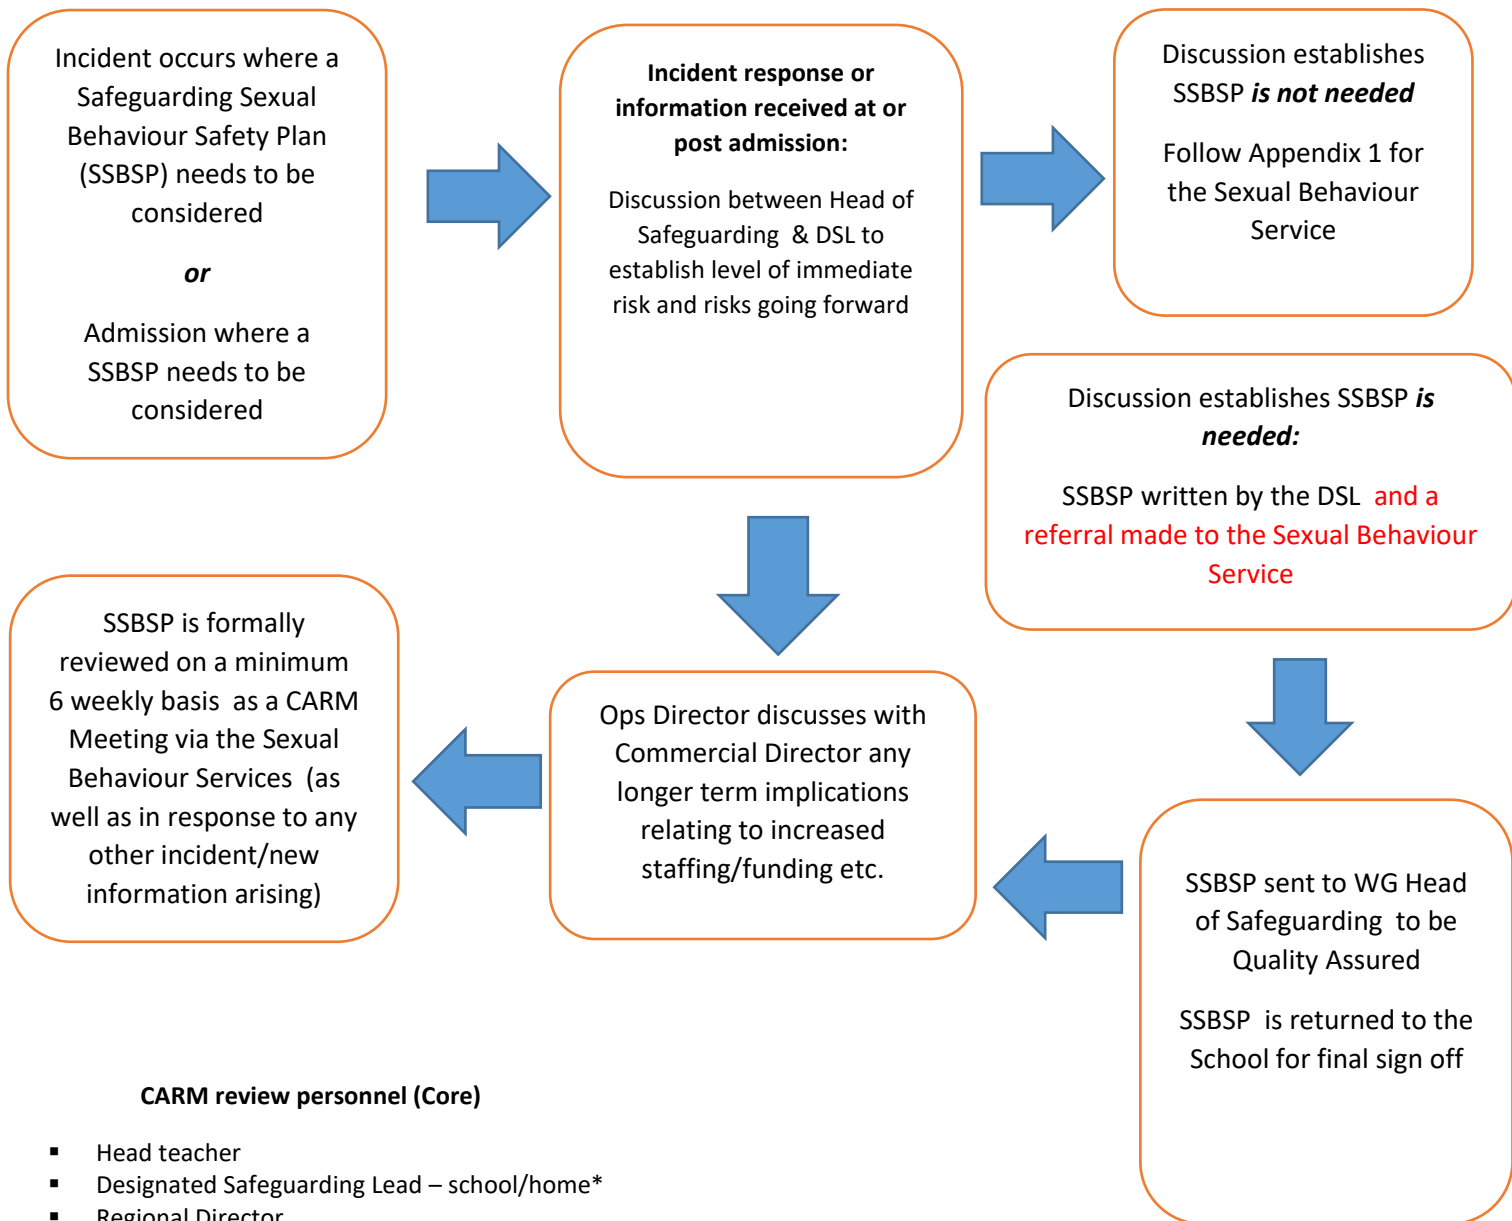 Incident occurs where a
Safeguarding Sexual
Behaviour Safety Plan
(SSBSP) needs to be
considered
or
Admission where a
SSBSP needs to be
considered
Incident response or
information received at or
post admission:
Discussion between Head of
Safeguarding & DSL to
establish level of immediate
risk and risks going forward
Discussion establishes
SSBSP is not needed
Follow Appendix 1 for
the Sexual Behaviour
Service
Discussion establishes SSBSP is
needed:
SSBSP written by the DSL and a
referral made to the Sexual Behaviour
Service
SSBSP sent to WG Head
of Safeguarding to be
Quality Assured
SSBSP is returned to the
School for final sign off
Ops Director discusses with
Commercial Director any
longer term implications
relating to increased
staffing/funding etc.
SSBSP is formally
reviewed on a minimum
6 weekly basis as a CARM
Meeting via the Sexual
Behaviour Services (as
well as in response to any
other incident/new
information arising)
CARM review personnel (Core)
▪ Head teacher
▪ Designated Safeguarding Lead – school/home*
▪ Regional Director